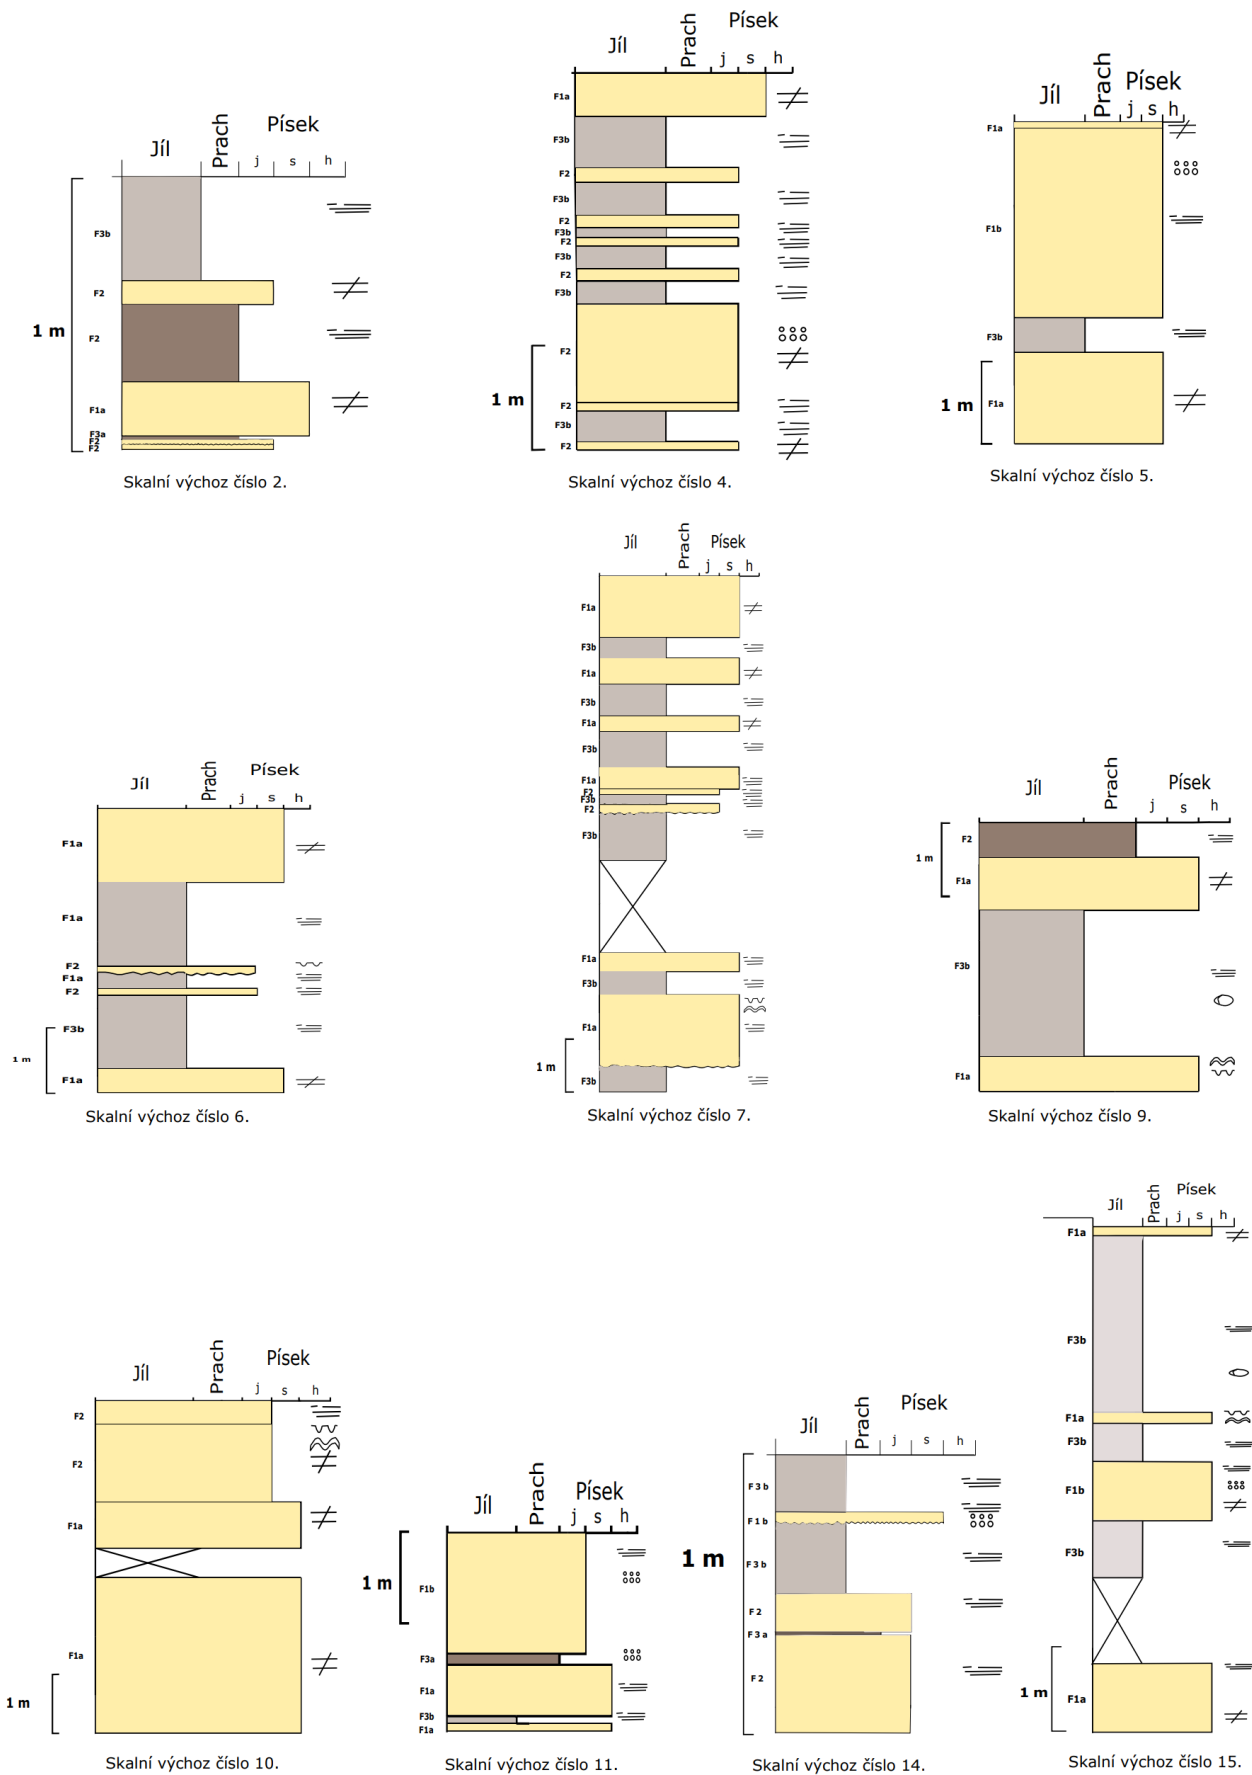 Písek
Jíl
Prach
j s h
F1a
F3b
F2
F3b
F2
F3b
F2
F3b
F2
F3b
F2
F2
F3b
F2
1 m
Skalní výchoz číslo 4.
Písek
Jíl
Prach
j s h
F3b
F2
F2
F1a
F3a
F2
F2
1 m
Skalní výchoz číslo 2.
Písek
Jíl
Prach
j s h
F1a
F1b
F3b
F1a
1 m
Skalní výchoz číslo 5.
Písek
Jíl
Prach
j s h
F1a
F1a
F2
F1a
F2
F3b
F1a
1 m
Skalní výchoz číslo 6.
Písek
Jíl
Prach
j s h
F1a
F3b
F1a
F3b
F1a
F3b
F1a
F2
F3b
F2
F3b
F1a
F3b
F1a
F3b
1 m
Skalní výchoz číslo 7.
Písek
Jíl
Prach
j s h
F2
F1a
F3b
F1a
1 m
Skalní výchoz číslo 9.
Písek
Jíl
Prach
j s h
F2
F2
F1a
F1a
1 m
Skalní výchoz číslo 10.
Písek
Jíl
Prach
j s h
F1b
F3a
F1a
F3b
F1a
1 m
Skalní výchoz číslo 11.
Písek
Jíl
Prach
j s h
F3b
F1b
F3b
F2
F3a
F2
1 m
Skalní výchoz číslo 14.
Písek
Jíl
Prach
j s h
F1a
F3b
F1a
F3b
F1b
F3b
F1a
1 m
Skalní výchoz číslo 15.